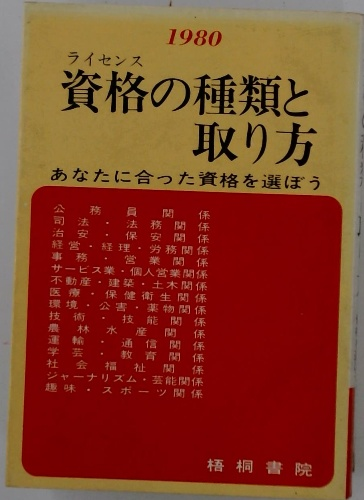 1980
ライセンス
資格の種類と
取り方
あなたに合った資格を選ぼう
公務員関係
司法・法務関係
治安・保安関係
経営・経理・労務関係
事務・営業関係
サービス業・個人営業関係
不動産・建築・土木関係
医療・保健衛生関係
環境・公害・薬物関係
技術・技能関係
農林水産関係
運輸・通信関係
学芸・教育関係
社会福祉関係
ジャーナリズム・芸能関係
趣味・スポーツ関係
梧桐書院